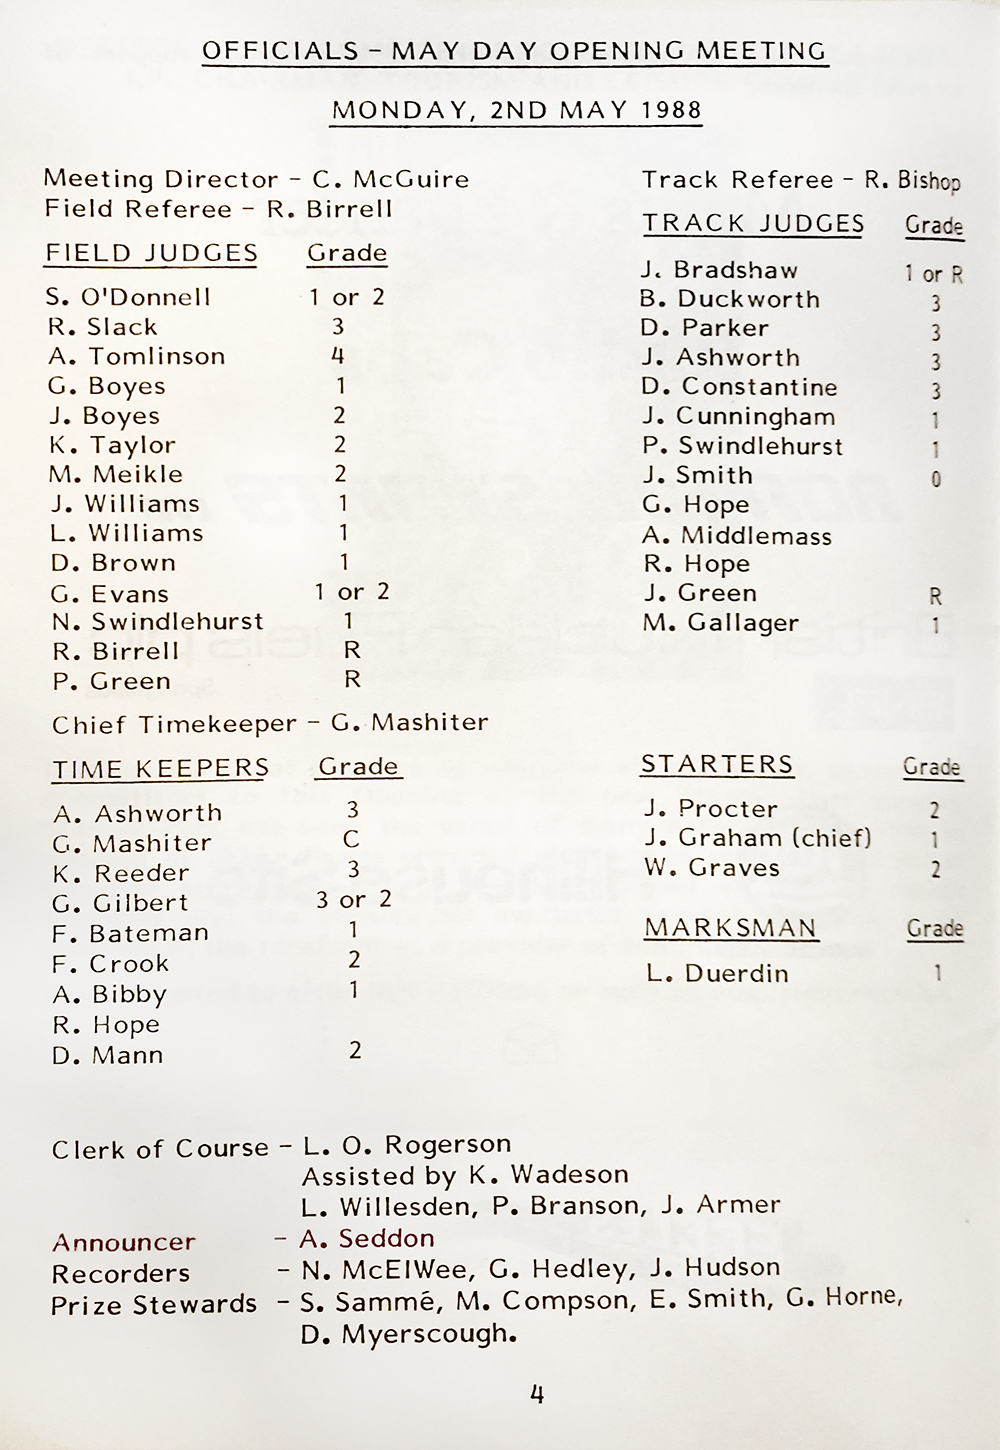 OFFICIALS - MAY DAY OPENING MEETING
MONDAY, 2ND MAY 1988
Meeting Director - C. McGuire
Field Referee - R. Birrell
FIELD JUDGES Grade
S. O'Donnell 1 or 2
R. Slack 3
A. Tomlinson 4
G. Boyes 1
J. Boyes 2
K. Taylor 2
M. Meikle 2
J. Williams 1
L. Williams 1
D. Brown 1
G. Evans 1 or 2
N. Swindlehurst 1
R. Birrell R
P. Green R
Track Referee - R. Bishop
TRACK JUDGES Grade
J. Bradshaw 1 or R
B. Duckworth 3
D. Parker 3
J. Ashworth 3
D. Constantine 3
J. Cunningham 1
P. Swindlehurst 1
J. Smith 0
G. Hope
A. Middlemass
R. Hope
J. Green R
M. Gallager 1
Chief Timekeeper - G. Mashiter
TIME KEEPERS Grade
A. Ashworth 3
G. Mashiter C
K. Reeder 3
G. Gilbert 3 or 2
F. Bateman 1
F. Crook 2
A. Bibby 1
R. Hope
D. Mann 2
STARTERS Grade
J. Procter 2
J. Graham (chief) 1
W. Graves 2
MARKSMAN Grade
L. Duerdin 1
Clerk of Course - L. O. Rogerson
Assisted by K. Wadeson
L. Willesden, P. Branson, J. Armer
Announcer - A. Seddon
Recorders - N. McElWee, G. Hedley, J. Hudson
Prize Stewards - S. Sammé, M. Compson, E. Smith, G. Horne,
D. Myerscough.
4